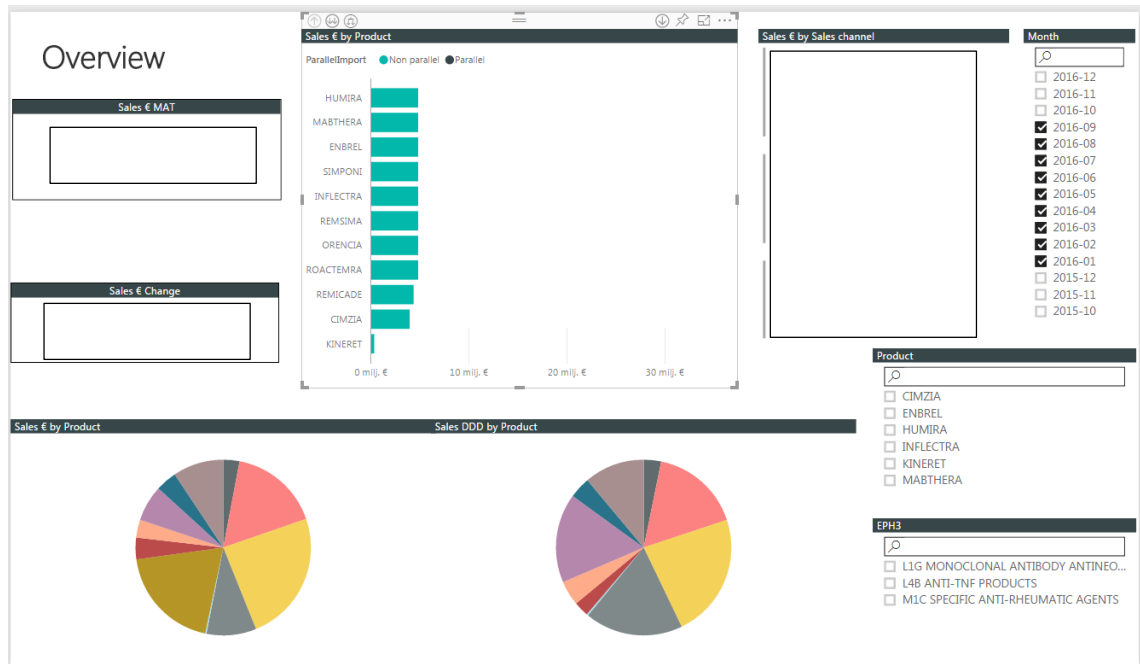 Overview
Sales € MAT
Sales € Change
Sales € by Product
ParallelImport Non parallel Parallel
HUMIRA
MABTHERA
ENBREL
SIMPONI
INFLECTRA
REMSIMA
ORENCIA
ROACTEMRA
REMICADE
CIMZIA
KINERET
0 milj. € 10 milj. € 20 milj. € 30 milj. €
Sales € by Sales channel
Month
2016-12
2016-11
2016-10
2016-09
2016-08
2016-07
2016-06
2016-05
2016-04
2016-03
2016-02
2016-01
2015-12
2015-11
2015-10
Product
CIMZIA
ENBREL
HUMIRA
INFLECTRA
KINERET
MABTHERA
EPH3
L1G MONOCLONAL ANTIBODY ANTINEO...
L4B ANTI-TNF PRODUCTS
M1C SPECIFIC ANTI-RHEUMATIC AGENTS
Sales € by Product
Sales DDD by Product